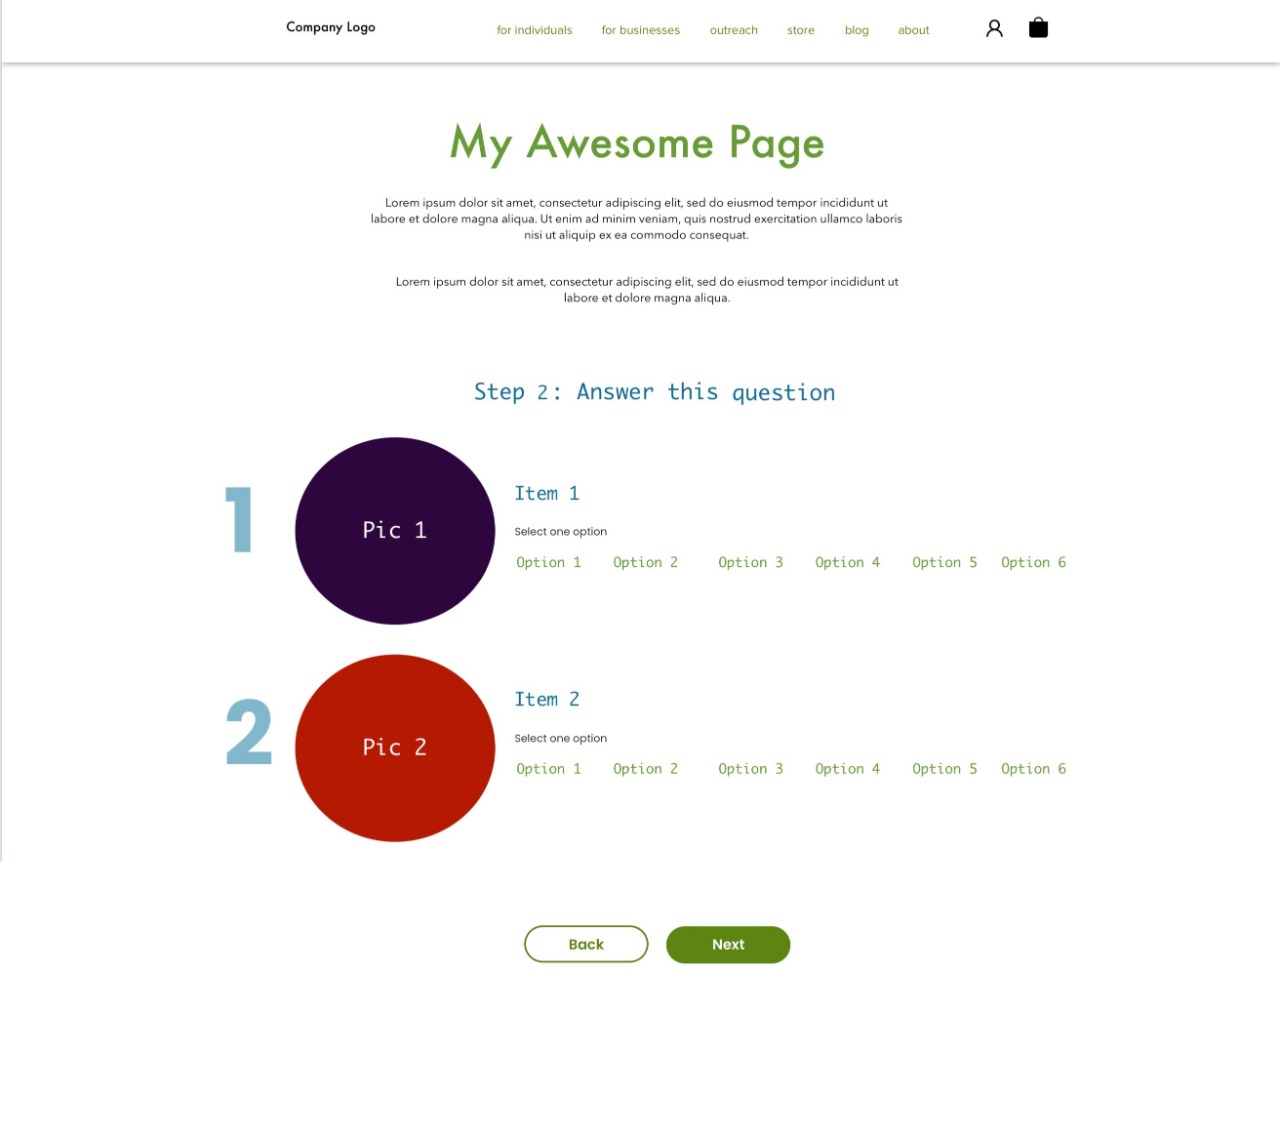 Company Logo
for individuals for businesses outreach store blog about
My Awesome Page
Lorem ipsum dolor sit amet, consectetur adipiscing elit, sed do eiusmod tempor incididunt ut
labore et dolore magna aliqua. Ut enim ad minim veniam, quis nostrud exercitation ullamco laboris
nisi ut aliquip ex ea commodo consequat.
Lorem ipsum dolor sit amet, consectetur adipiscing elit, sed do eiusmod tempor incididunt ut
labore et dolore magna aliqua.
Step 2: Answer this question
1
Pic 1
Item 1
Select one option
Option 1 Option 2 Option 3 Option 4 Option 5 Option 6
2
Pic 2
Item 2
Select one option
Option 1 Option 2 Option 3 Option 4 Option 5 Option 6
Back Next